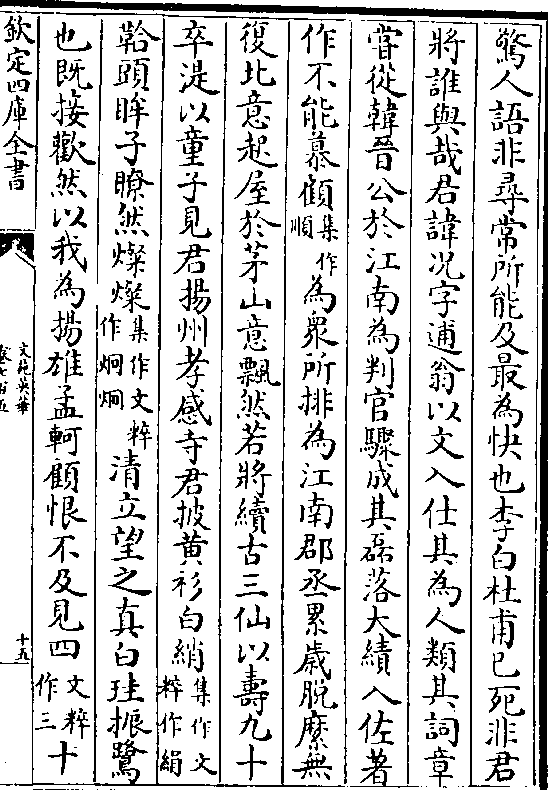 驚人語非尋常所能及最為快也李白杜甫已死非君
將誰與哉君諱况字逋翁以文入仕其為人類其詞章
嘗從韓晉公於江南為判官驟成其磊落大績入佐著
作不能慕顧集作順為衆所排為江南郡丞累歲脫縻無
復北意起屋於茅山意飄然若將續古三仙以壽九十
卒湜以童子見君揚州孝感寺君披黃衫白絹集作文粹作絹
鞈頭眸子瞭然燦燦集作文粹作炯炯清立望之真白珪振鷺
也既接歡然以我為揚雄孟軻顧恨不及見四文粹作三十
欽定四庫全書
文苑英華
卷七百五
十五